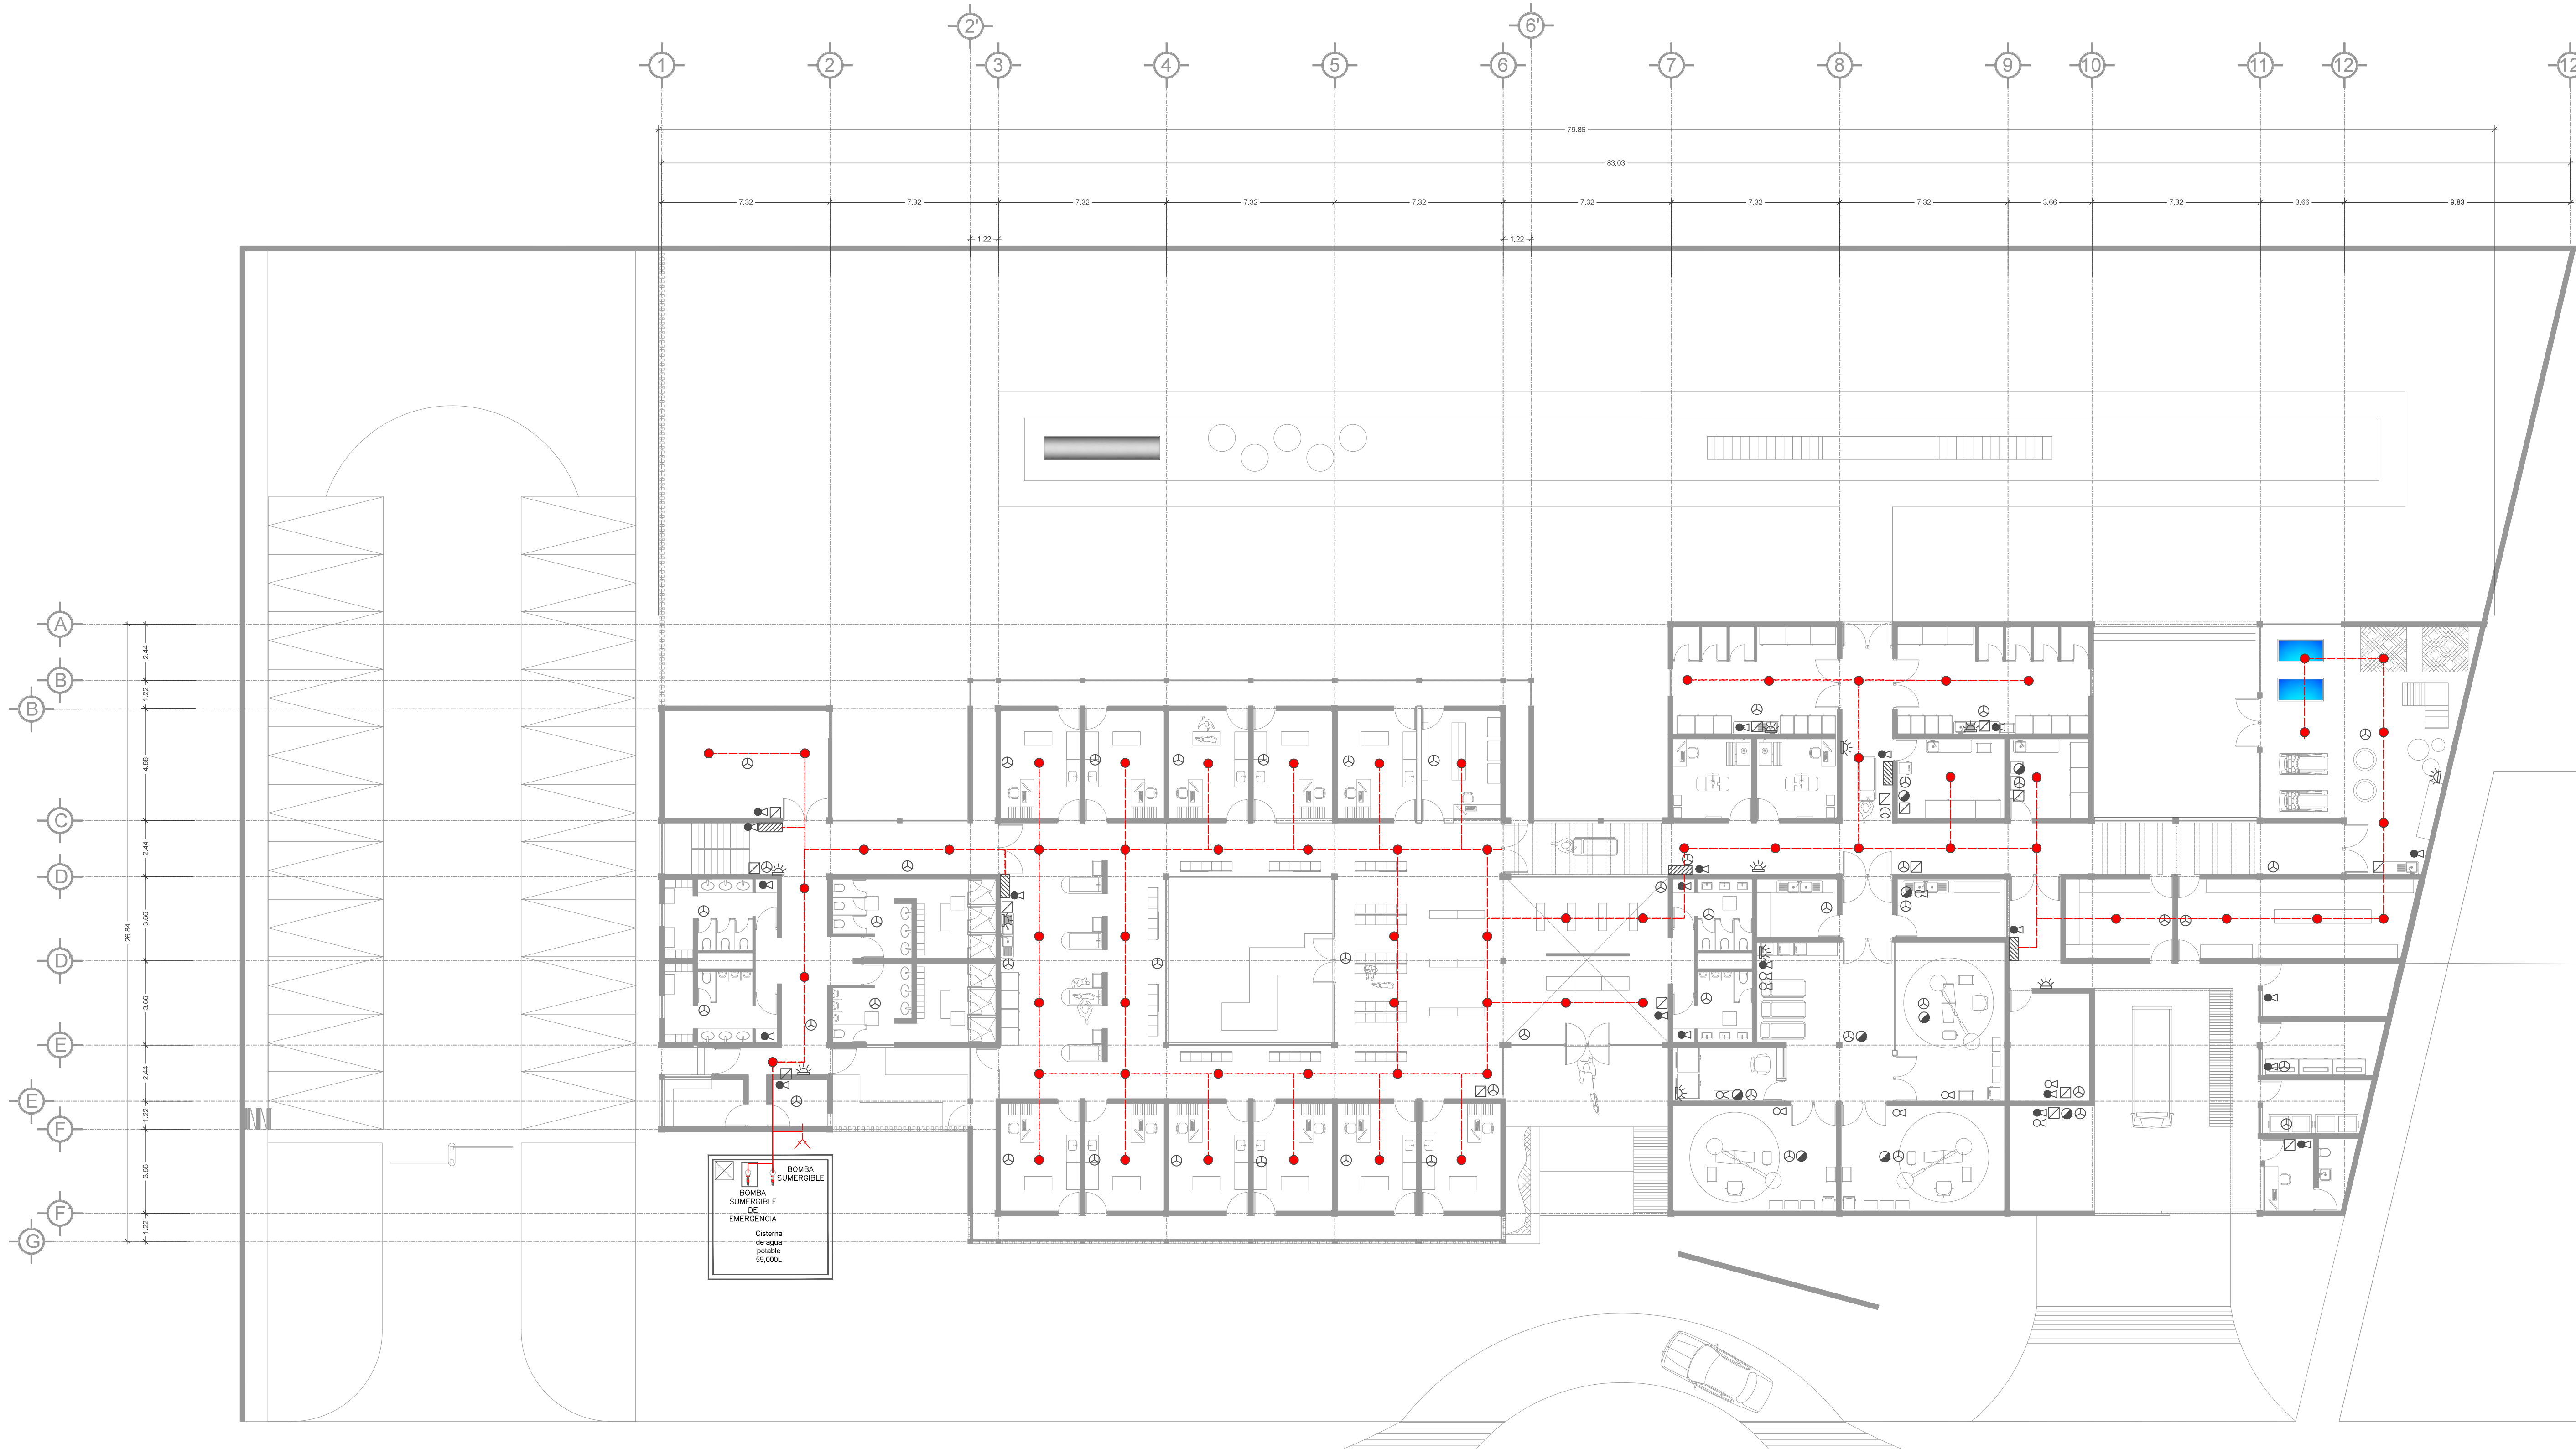 2' 6'
1 2 3 4 5 6 7 8 9 10 11 12 12
79,86
83,03
7,32 7,32 7,32 7,32 7,32 7,32 7,32 7,32 3,66 7,32 3,66 9.83
1,22 1,22
A
2,44
B
1,22
B
4,88
C
2,44
D
26,84
3,66
D'
3,66
E
2,44
E
1,22
F
3,66
F
1,22
G
BOMBA
SUMERGIBLE
BOMBA
SUMERGIBLE
DE
EMERGENCIA
Cisterna
de agua
potable
59,000L